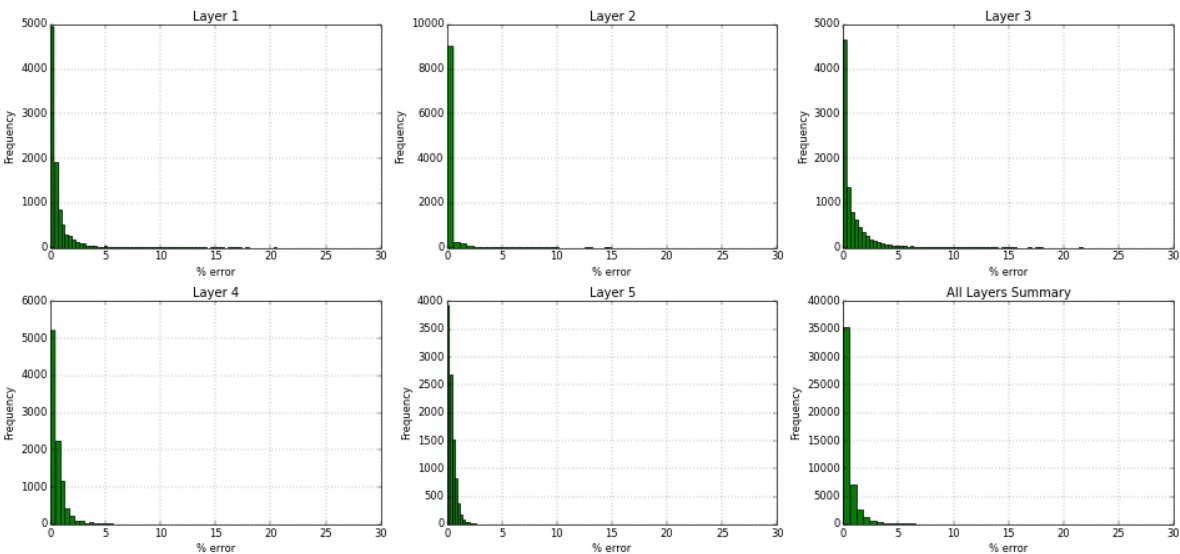 Layer 1
5000
4000
3000
2000
1000
0
Frequency
0 5 10 15 20 25 30
% error
Layer 2
10000
8000
6000
4000
2000
0
Frequency
0 5 10 15 20 25 30
% error
Layer 3
5000
4000
3000
2000
1000
0
Frequency
0 5 10 15 20 25 30
% error
Layer 4
6000
5000
4000
3000
2000
1000
0
Frequency
0 5 10 15 20 25 30
% error
Layer 5
4000
3500
3000
2500
2000
1500
1000
500
0
Frequency
0 5 10 15 20 25 30
% error
All Layers Summary
40000
35000
30000
25000
20000
15000
10000
5000
0
Frequency
0 5 10 15 20 25 30
% error